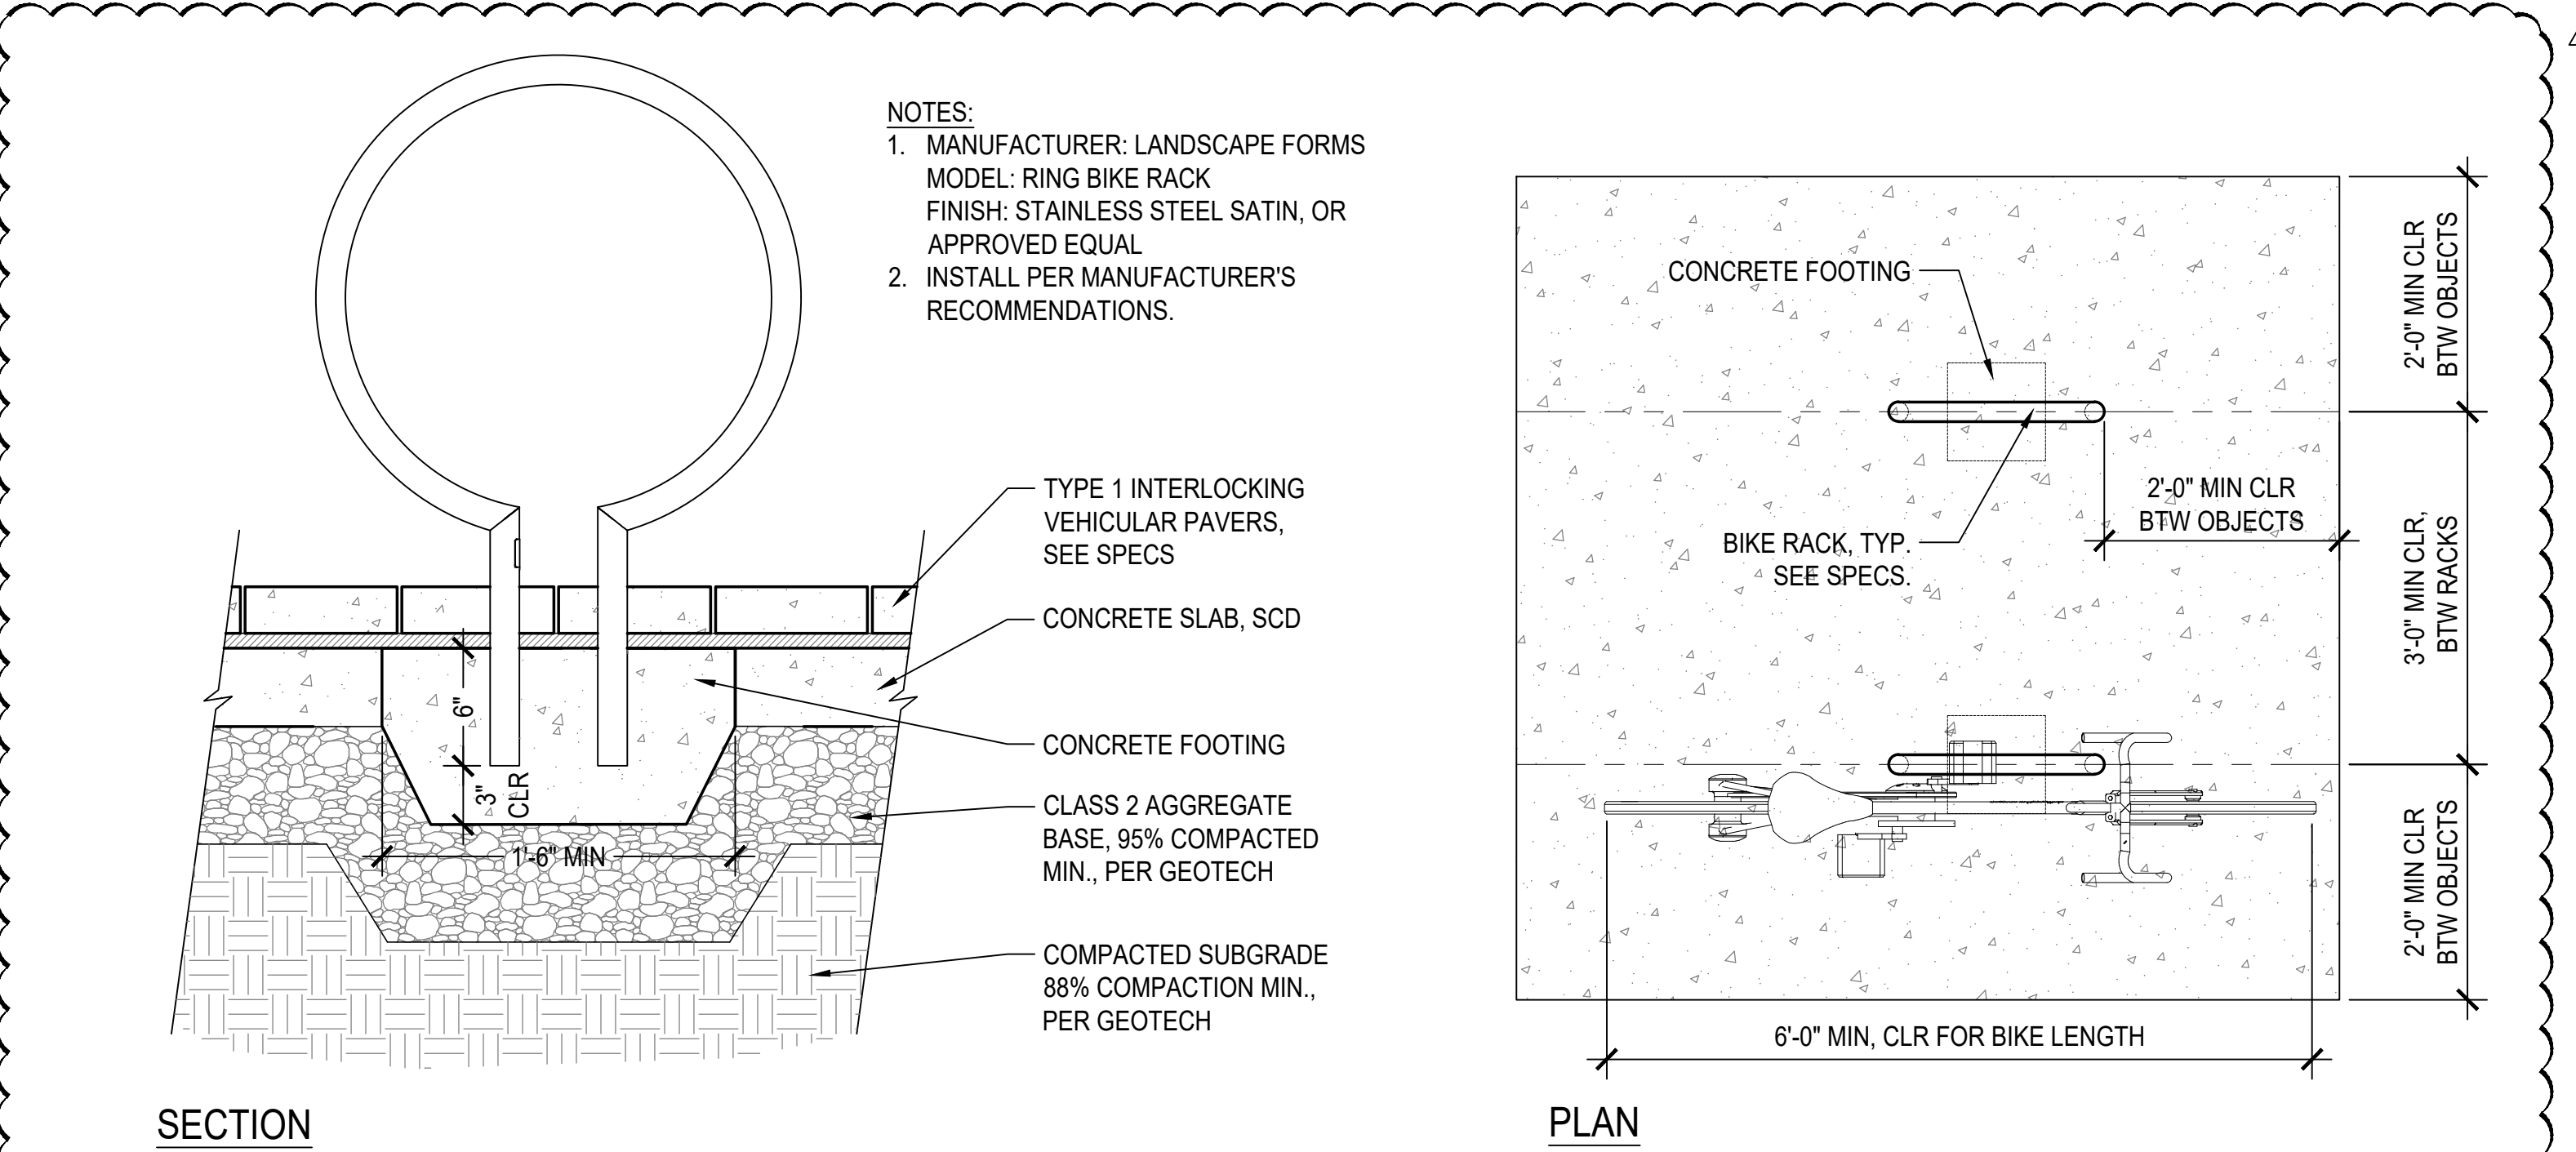 NOTES:
1. MANUFACTURER: LANDSCAPE FORMS
MODEL: RING BIKE RACK
FINISH: STAINLESS STEEL SATIN, OR
APPROVED EQUAL
2. INSTALL PER MANUFACTURER'S
RECOMMENDATIONS.
TYPE 1 INTERLOCKING
VEHICULAR PAVERS,
SEE SPECS
CONCRETE SLAB, SCD
CONCRETE FOOTING
CLASS 2 AGGREGATE
BASE, 95% COMPACTED
MIN., PER GEOTECH
COMPACTED SUBGRADE
88% COMPACTION MIN.,
PER GEOTECH
6"
3"
CLR
1'-6" MIN
SECTION
CONCRETE FOOTING
BIKE RACK, TYP.
SEE SPECS.
2'-0" MIN CLR
BTW OBJECTS
2'-0" MIN CLR
BTW OBJECTS
3'-0" MIN CLR,
BTW RACKS
2'-0" MIN CLR
BTW OBJECTS
6'-0" MIN, CLR FOR BIKE LENGTH
PLAN